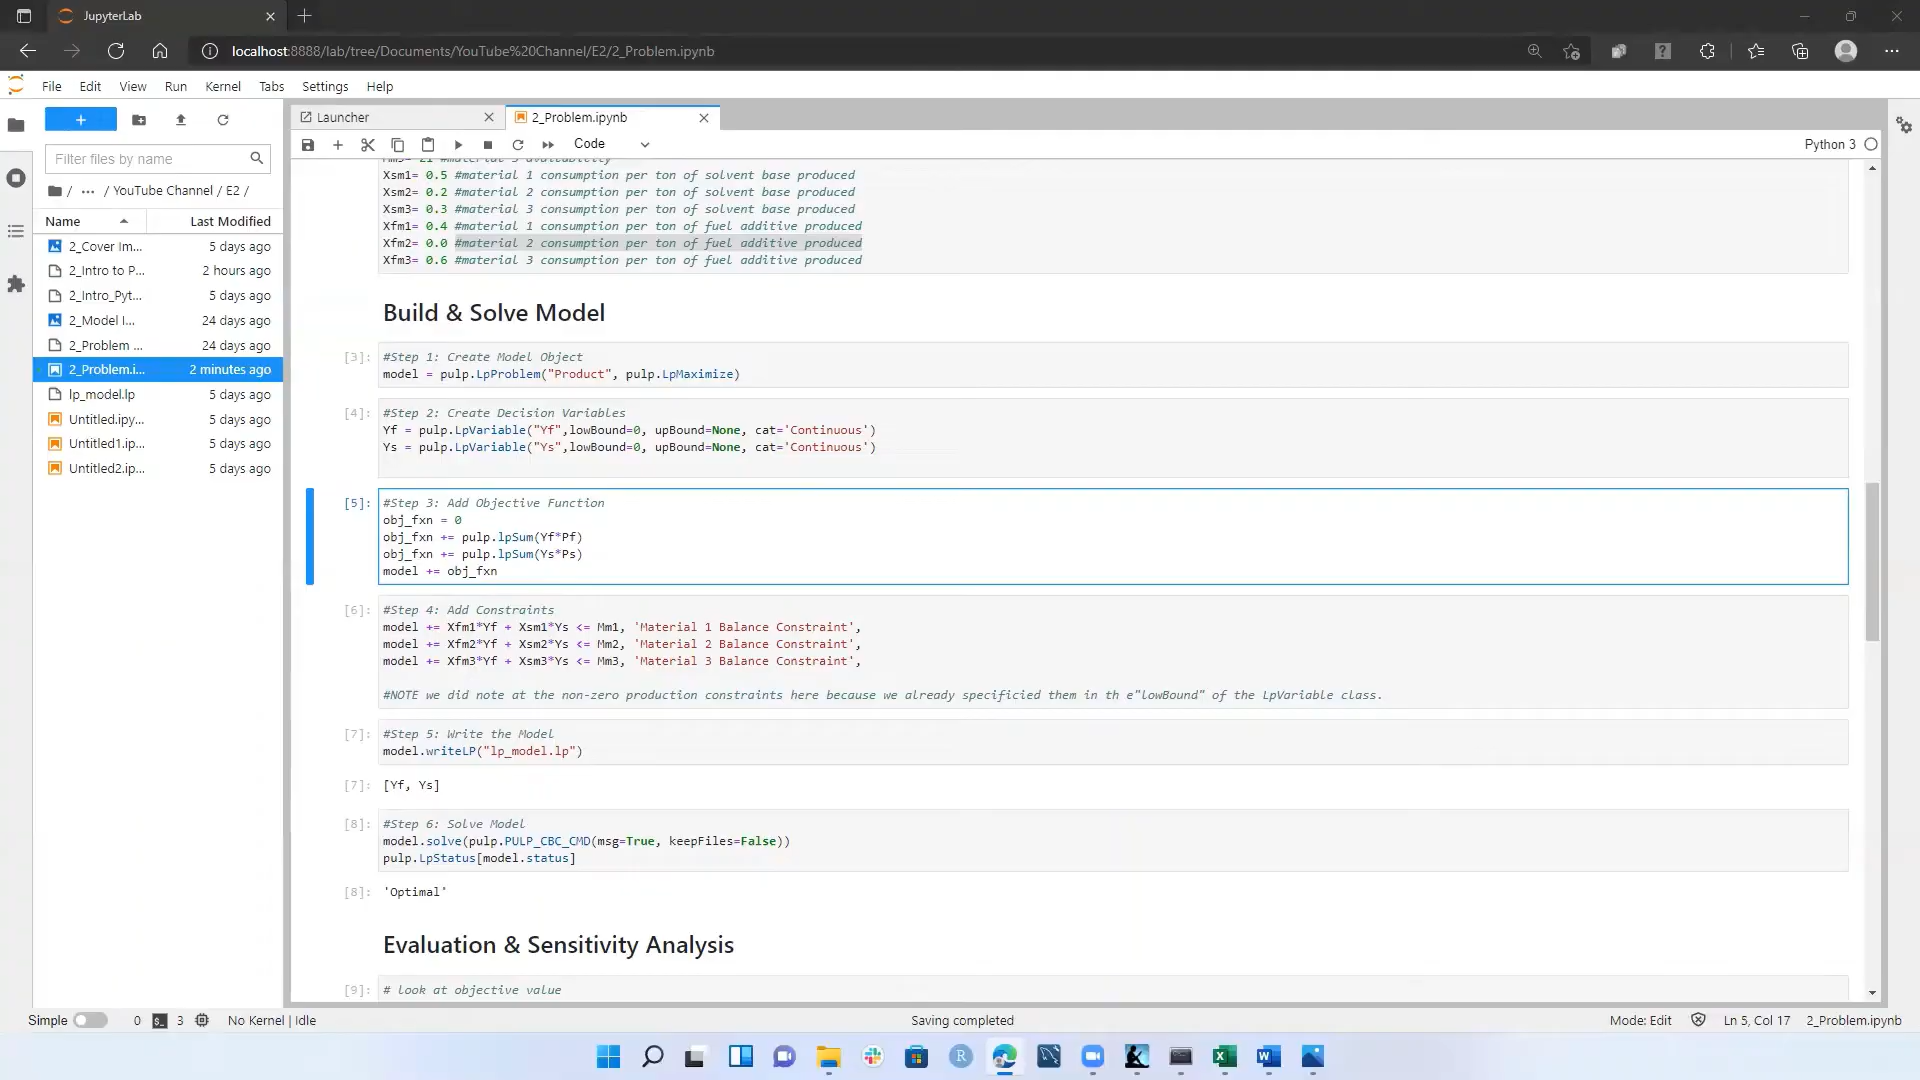 JupyterLab
localhost:8888/lab/tree/Documents/YouTube%20Channel/E2/2_Problem.ipynb
File Edit View Run Kernel Tabs Settings Help
Launcher
2_Problem.ipynb
Code
Python 3
Filter files by name
/ ... / YouTube Channel / E2 /
Name Last Modified
2_Cover Im... 5 days ago
2_Intro to P... 2 hours ago
2_Intro_Pyt... 5 days ago
2_Model I... 24 days ago
2_Problem ... 24 days ago
2_Problem.i... 2 minutes ago
lp_model.lp 5 days ago
Untitled.ipy... 5 days ago
Untitled1.ip... 5 days ago
Untitled2.ip... 5 days ago
Mm3= 21 #material 3 availability
Xsm1= 0.5 #material 1 consumption per ton of solvent base produced
Xsm2= 0.2 #material 2 consumption per ton of solvent base produced
Xsm3= 0.3 #material 3 consumption per ton of solvent base produced
Xfm1= 0.4 #material 1 consumption per ton of fuel additive produced
Xfm2= 0.0 #material 2 consumption per ton of fuel additive produced
Xfm3= 0.6 #material 3 consumption per ton of fuel additive produced
Build & Solve Model
[3]: #Step 1: Create Model Object
model = pulp.LpProblem("Product", pulp.LpMaximize)
[4]: #Step 2: Create Decision Variables
Yf = pulp.LpVariable("Yf",lowBound=0, upBound=None, cat='Continuous')
Ys = pulp.LpVariable("Ys",lowBound=0, upBound=None, cat='Continuous')
[5]: #Step 3: Add Objective Function
obj_fxn = 0
obj_fxn += pulp.lpSum(Yf*Pf)
obj_fxn += pulp.lpSum(Ys*Ps)
model += obj_fxn
[6]: #Step 4: Add Constraints
model += Xfm1*Yf + Xsm1*Ys <= Mm1, 'Material 1 Balance Constraint',
model += Xfm2*Yf + Xsm2*Ys <= Mm2, 'Material 2 Balance Constraint',
model += Xfm3*Yf + Xsm3*Ys <= Mm3, 'Material 3 Balance Constraint',
#NOTE we did note at the non-zero production constraints here because we already specificied them in th e"lowBound" of the LpVariable class.
[7]: #Step 5: Write the Model
model.writeLP("lp_model.lp")
[7]: [Yf, Ys]
[8]: #Step 6: Solve Model
model.solve(pulp.PULP_CBC_CMD(msg=True, keepFiles=False))
pulp.LpStatus[model.status]
[8]: 'Optimal'
Evaluation & Sensitivity Analysis
[9]: # look at objective value
Simple 0 3 No Kernel | Idle Saving completed Mode: Edit Ln 5, Col 17 2_Problem.ipynb